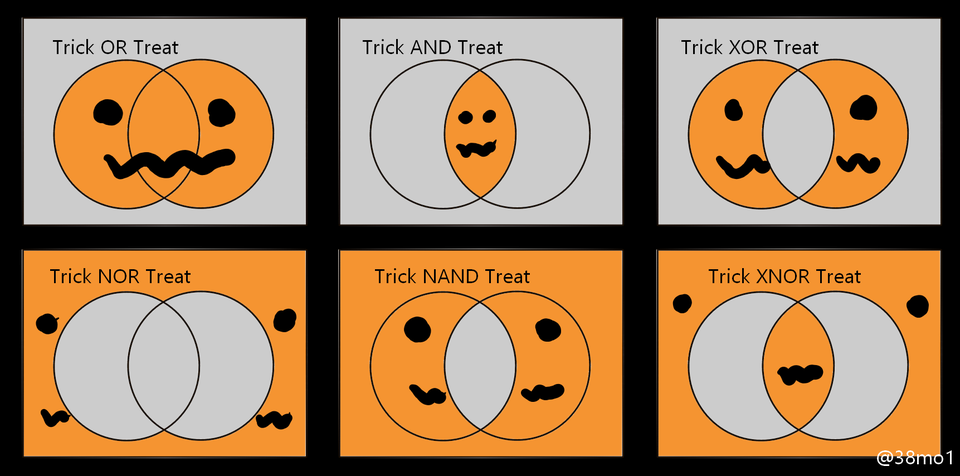 Trick OR Treat
Trick AND Treat
Trick XOR Treat
Trick NOR Treat
Trick NAND Treat
Trick XNOR Treat
@38mo1